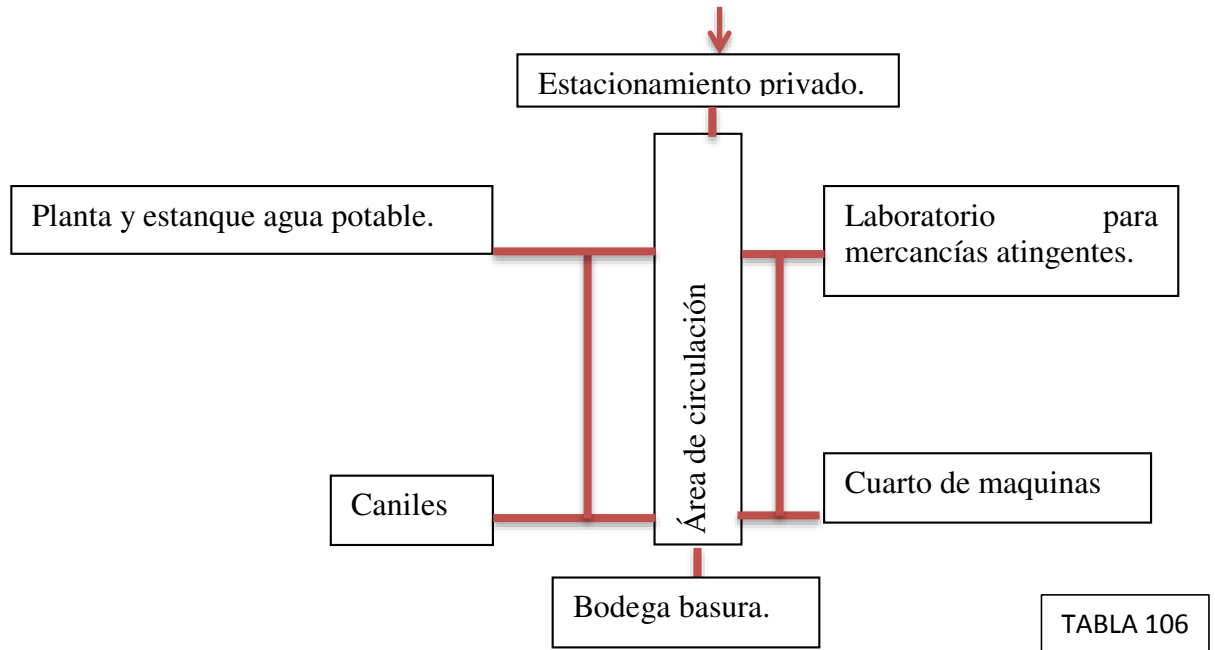 Estacionamiento privado.
Planta y estanque agua potable.
Laboratorio para
mercancías atingentes.
Área de circulación
Caniles
Cuarto de maquinas
Bodega basura.
TABLA 106